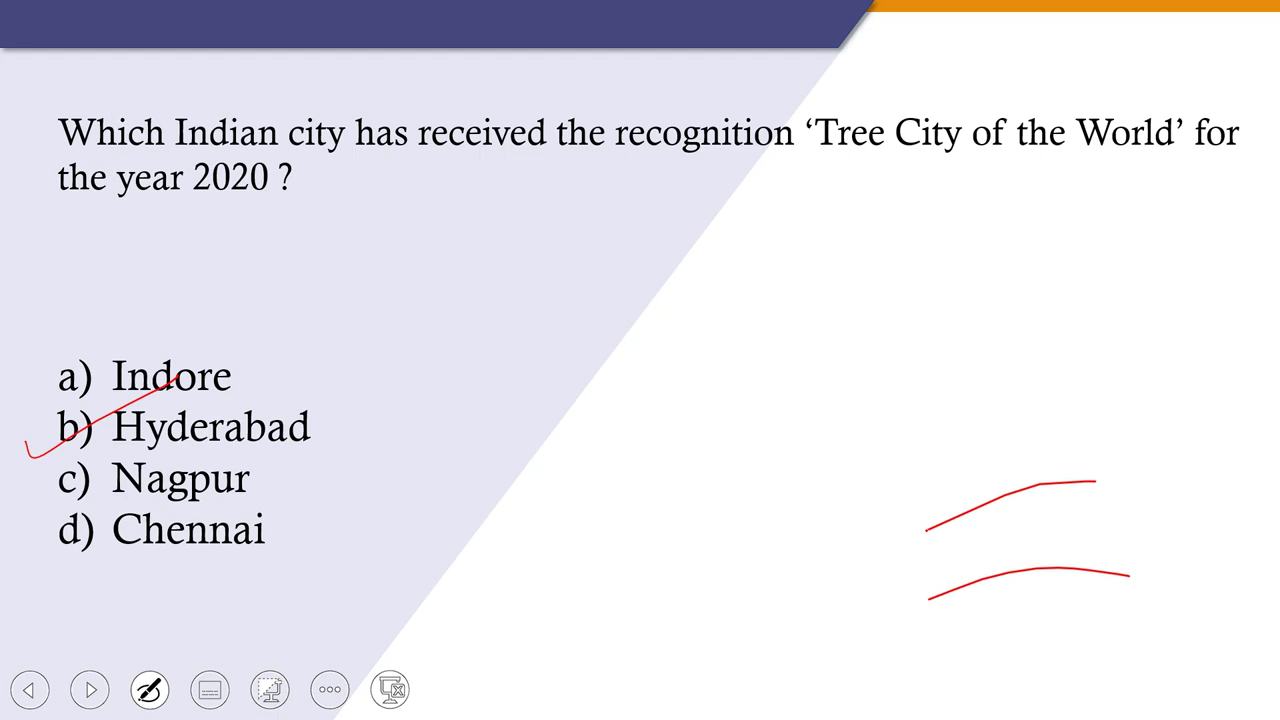 Which Indian city has received the recognition ‘Tree City of the World’ for
the year 2020 ?
a) Indore
b) Hyderabad
c) Nagpur
d) Chennai